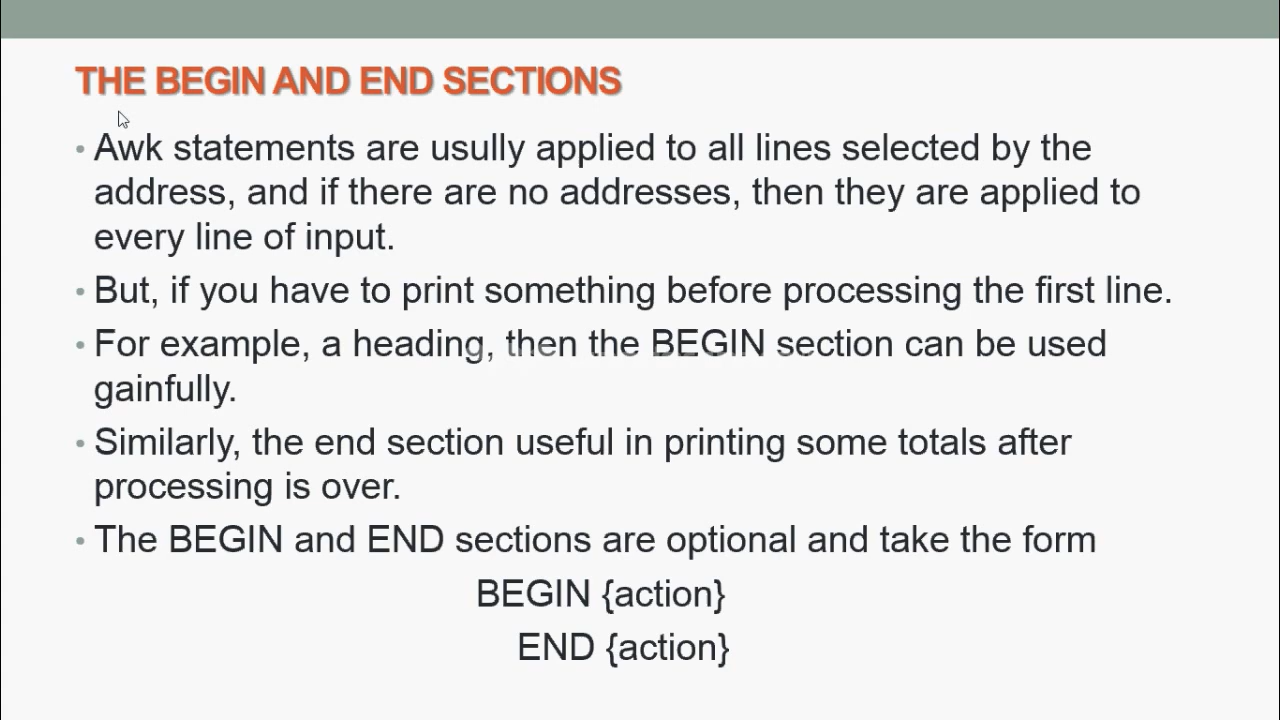 THE BEGIN AND END SECTIONS
• Awk statements are usully applied to all lines selected by the
address, and if there are no addresses, then they are applied to
every line of input.
• But, if you have to print something before processing the first line.
• For example, a heading, then the BEGIN section can be used
gainfully.
• Similarly, the end section useful in printing some totals after
processing is over.
• The BEGIN and END sections are optional and take the form
BEGIN {action}
END {action}